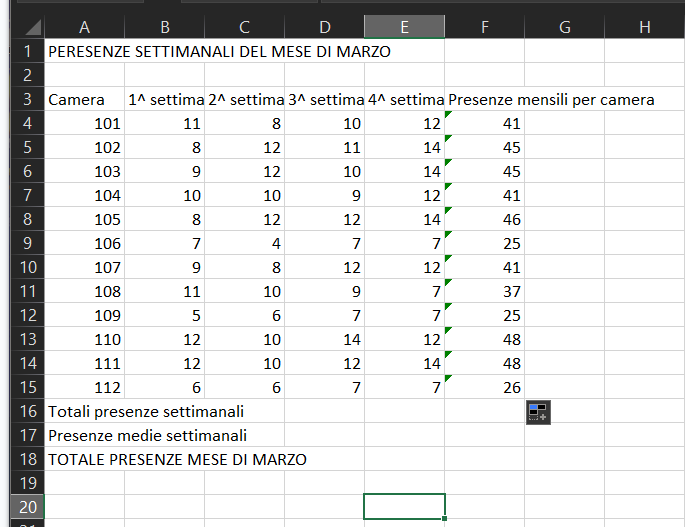 A B C D E F G H
1 PERESENZE SETTIMANALI DEL MESE DI MARZO
2
3 Camera 1^ settima 2^ settima 3^ settima 4^ settima Presenze mensili per camera
4 101 11 8 10 12 41
5 102 8 12 11 14 45
6 103 9 12 10 14 45
7 104 10 10 9 12 41
8 105 8 12 12 14 46
9 106 7 4 7 7 25
10 107 9 8 12 12 41
11 108 11 10 9 7 37
12 109 5 6 7 7 25
13 110 12 10 14 12 48
14 111 12 10 12 14 48
15 112 6 6 7 7 26
16 Totali presenze settimanali
17 Presenze medie settimanali
18 TOTALE PRESENZE MESE DI MARZO
19
20